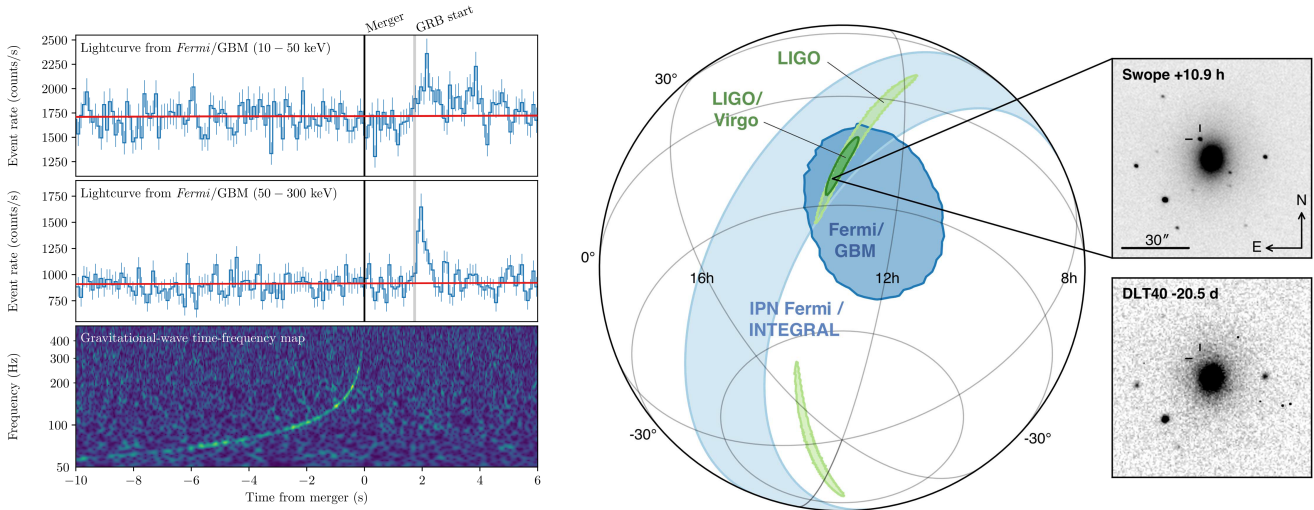 Merger
GRB start
Lightcurve from Fermi/GBM (10 − 50 keV)
Event rate (counts/s)
2500
2250
2000
1750
1500
1250
Lightcurve from Fermi/GBM (50 − 300 keV)
Event rate (counts/s)
1750
1500
1250
1000
750
Gravitational-wave time-frequency map
Frequency (Hz)
400
300
200
100
50
−10
−8
−6
−4
−2
0
2
4
6
Time from merger (s)
LIGO
LIGO/
Virgo
Fermi/
GBM
IPN Fermi /
INTEGRAL
30°
0°
-30°
-30°
16h
12h
8h
Swope +10.9 h
N
E
30″
DLT40 -20.5 d